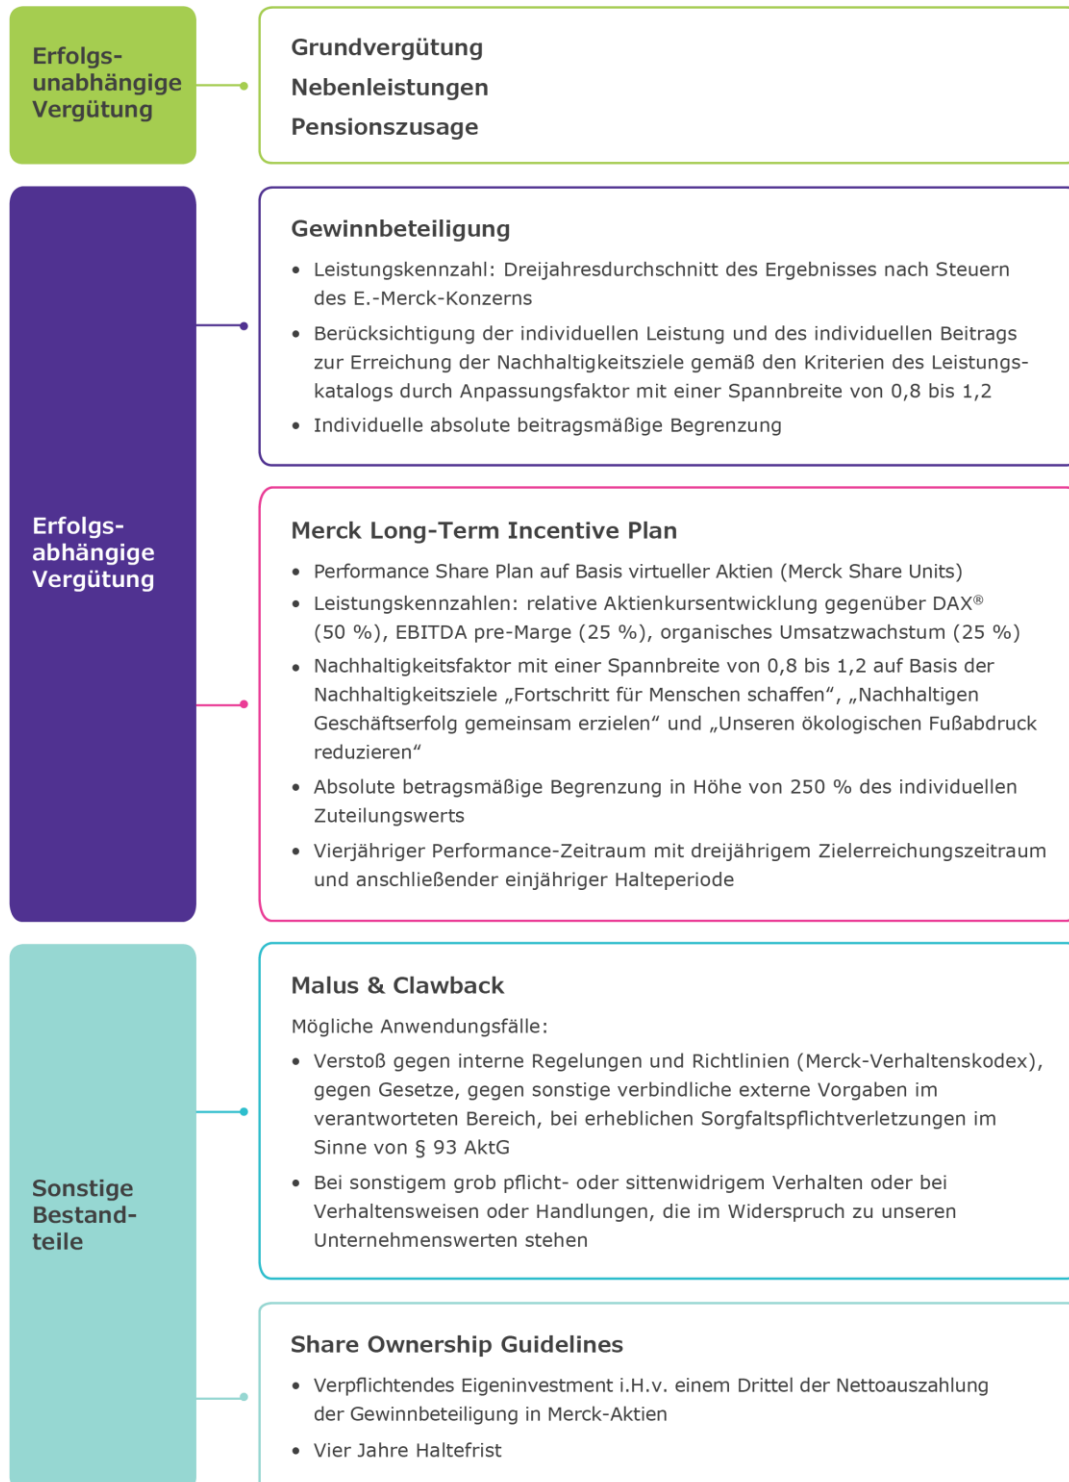 Erfolgs-
unabhängige
Vergütung
Grundvergütung
Nebenleistungen
Pensionszusage
Erfolgs-
abhängige
Vergütung
Gewinnbeteiligung
• Leistungskennzahl: Dreijahresdurchschnitt des Ergebnisses nach Steuern
des E.-Merck-Konzerns
• Berücksichtigung der individuellen Leistung und des individuellen Beitrags
zur Erreichung der Nachhaltigkeitsziele gemäß den Kriterien des Leistungs-
katalogs durch Anpassungsfaktor mit einer Spannbreite von 0,8 bis 1,2
• Individuelle absolute beitragsmäßige Begrenzung
Merck Long-Term Incentive Plan
• Performance Share Plan auf Basis virtueller Aktien (Merck Share Units)
• Leistungskennzahlen: relative Aktienkursentwicklung gegenüber DAX®
(50 %), EBITDA pre-Marge (25 %), organisches Umsatzwachstum (25 %)
• Nachhaltigkeitsfaktor mit einer Spannbreite von 0,8 bis 1,2 auf Basis der
Nachhaltigkeitsziele „Fortschritt für Menschen schaffen“, „Nachhaltigen
Geschäftserfolg gemeinsam erzielen“ und „Unseren ökologischen Fußabdruck
reduzieren“
• Absolute betragsmäßige Begrenzung in Höhe von 250 % des individuellen
Zuteilungswerts
• Vierjähriger Performance-Zeitraum mit dreijährigem Zielerreichungszeitraum
und anschließender einjähriger Halteperiode
Sonstige
Bestand-
teile
Malus & Clawback
Mögliche Anwendungsfälle:
• Verstoß gegen interne Regelungen und Richtlinien (Merck-Verhaltenskodex),
gegen Gesetze, gegen sonstige verbindliche externe Vorgaben im
verantworteten Bereich, bei erheblichen Sorgfaltspflichtverletzungen im
Sinne von § 93 AktG
• Bei sonstigem grob pflicht- oder sittenwidrigem Verhalten oder bei
Verhaltensweisen oder Handlungen, die im Widerspruch zu unseren
Unternehmenswerten stehen
Share Ownership Guidelines
• Verpflichtendes Eigeninvestment i.H.v. einem Drittel der Nettoauszahlung
der Gewinnbeteiligung in Merck-Aktien
• Vier Jahre Haltefrist